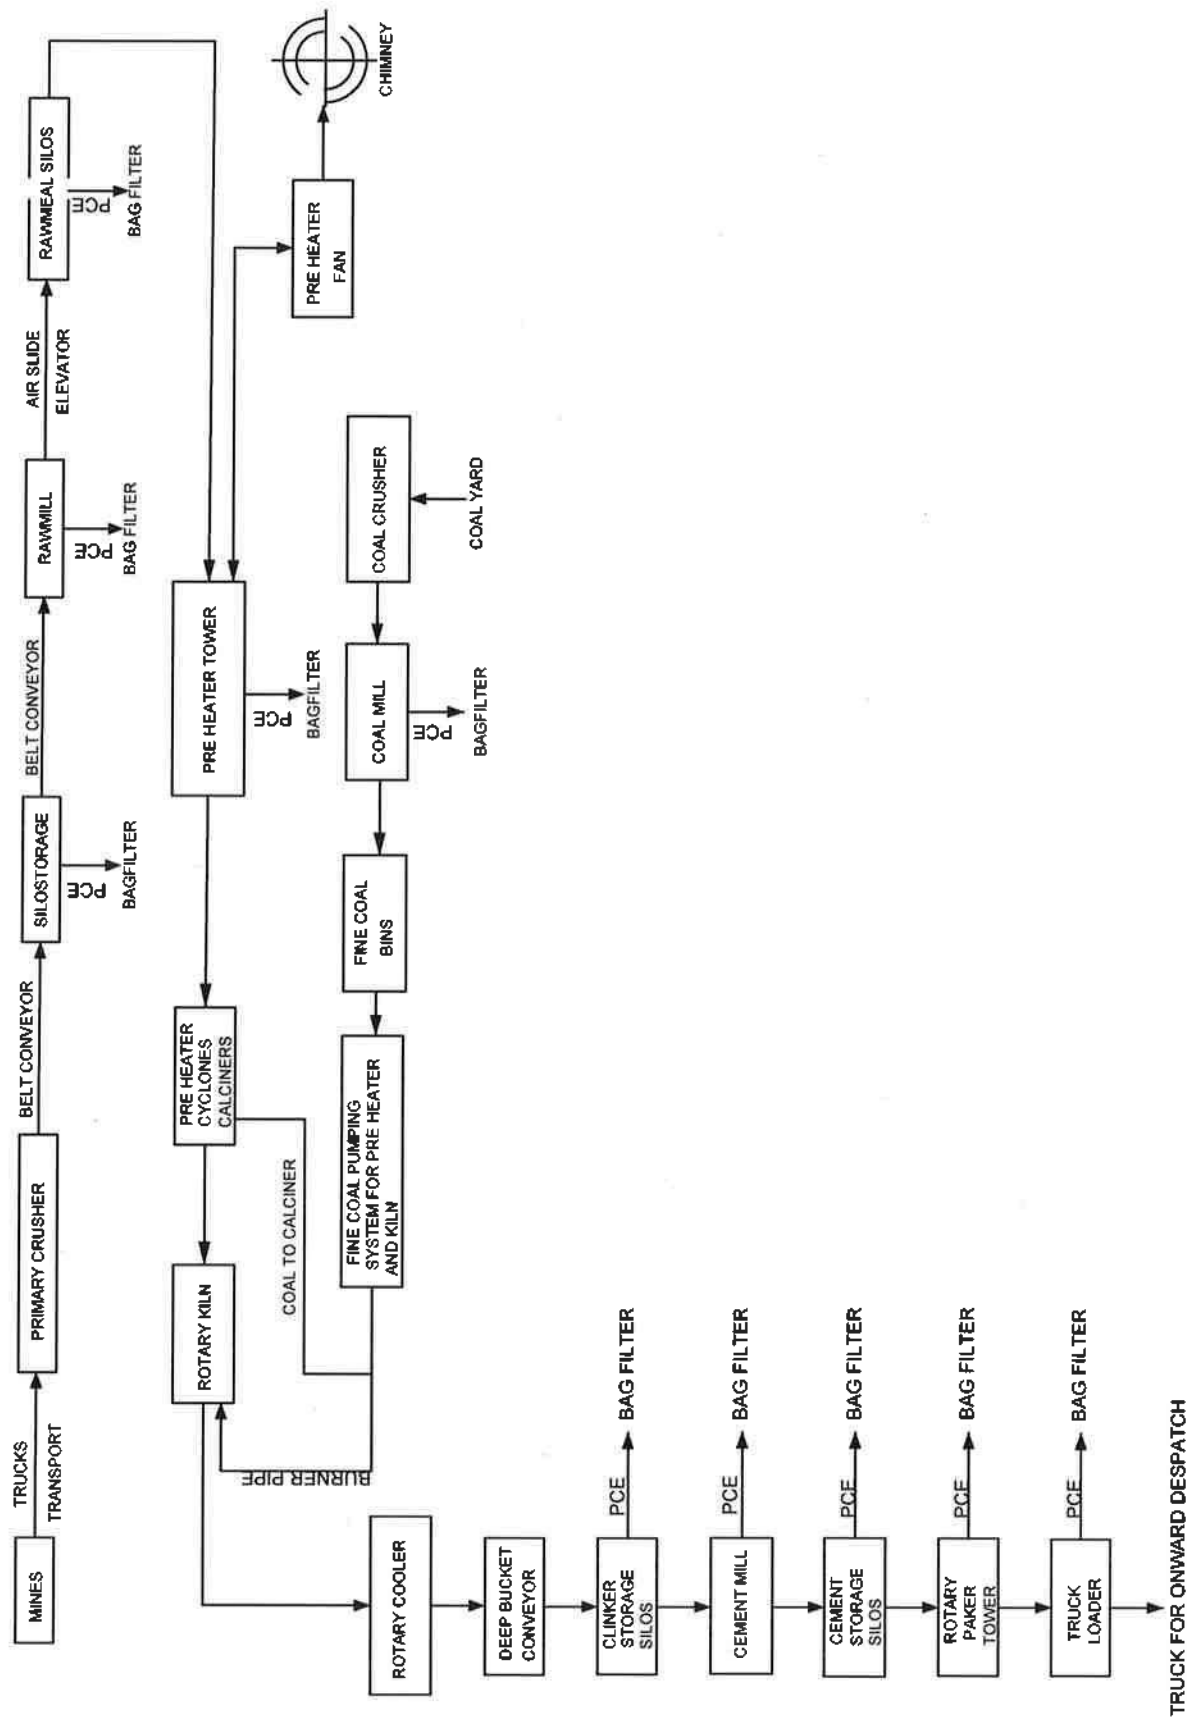 MINES
TRUCKS
TRANSPORT
PRIMARY CRUSHER
BELT CONVEYOR
SILOSTORAGE
PCE
BAGFILTER
BELT CONVEYOR
RAWMILL
PCE
BAG FILTER
AIR SLIDE
ELEVATOR
RAWMEAL SILOS
PCE
BAG FILTER
PRE HEATER TOWER
PCE
BAGFILTER
PRE HEATER
FAN
CHIMNEY
PRE HEATER
CYCLONES
CALCINERS
ROTARY KILN
COAL TO CALCINER
BURNER PIPE
COAL YARD
COAL CRUSHER
COAL MILL
PCE
BAGFILTER
FINE COAL
BINS
FINE COAL PUMPING
SYSTEM FOR PRE HEATER
AND KILN
ROTARY COOLER
DEEP BUCKET
CONVEYOR
CLINKER
STORAGE
SILOS
PCE
BAG FILTER
CEMENT MILL
PCE
BAG FILTER
CEMENT
STORAGE
SILOS
PCE
BAG FILTER
ROTARY
PAKER
TOWER
PCE
BAG FILTER
TRUCK
LOADER
PCE
BAG FILTER
TRUCK FOR ONWARD DESPATCH